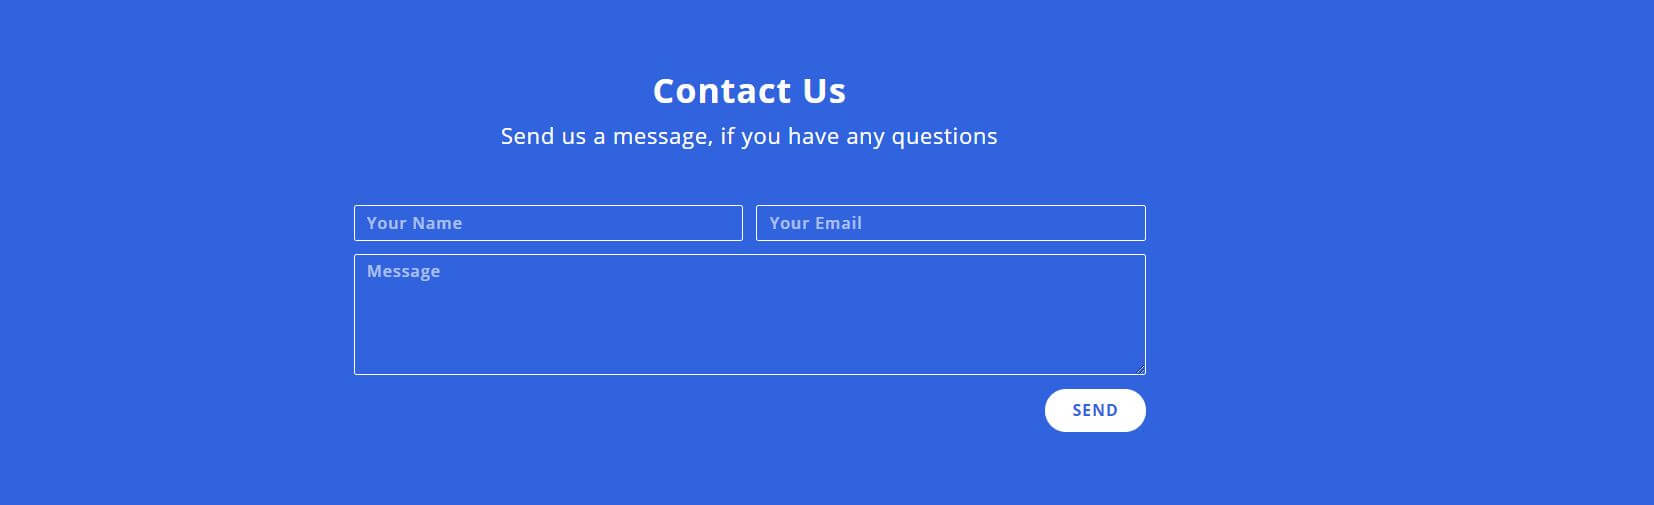 Contact Us
Send us a message, if you have any questions
Your Name
Your Email
Message
SEND